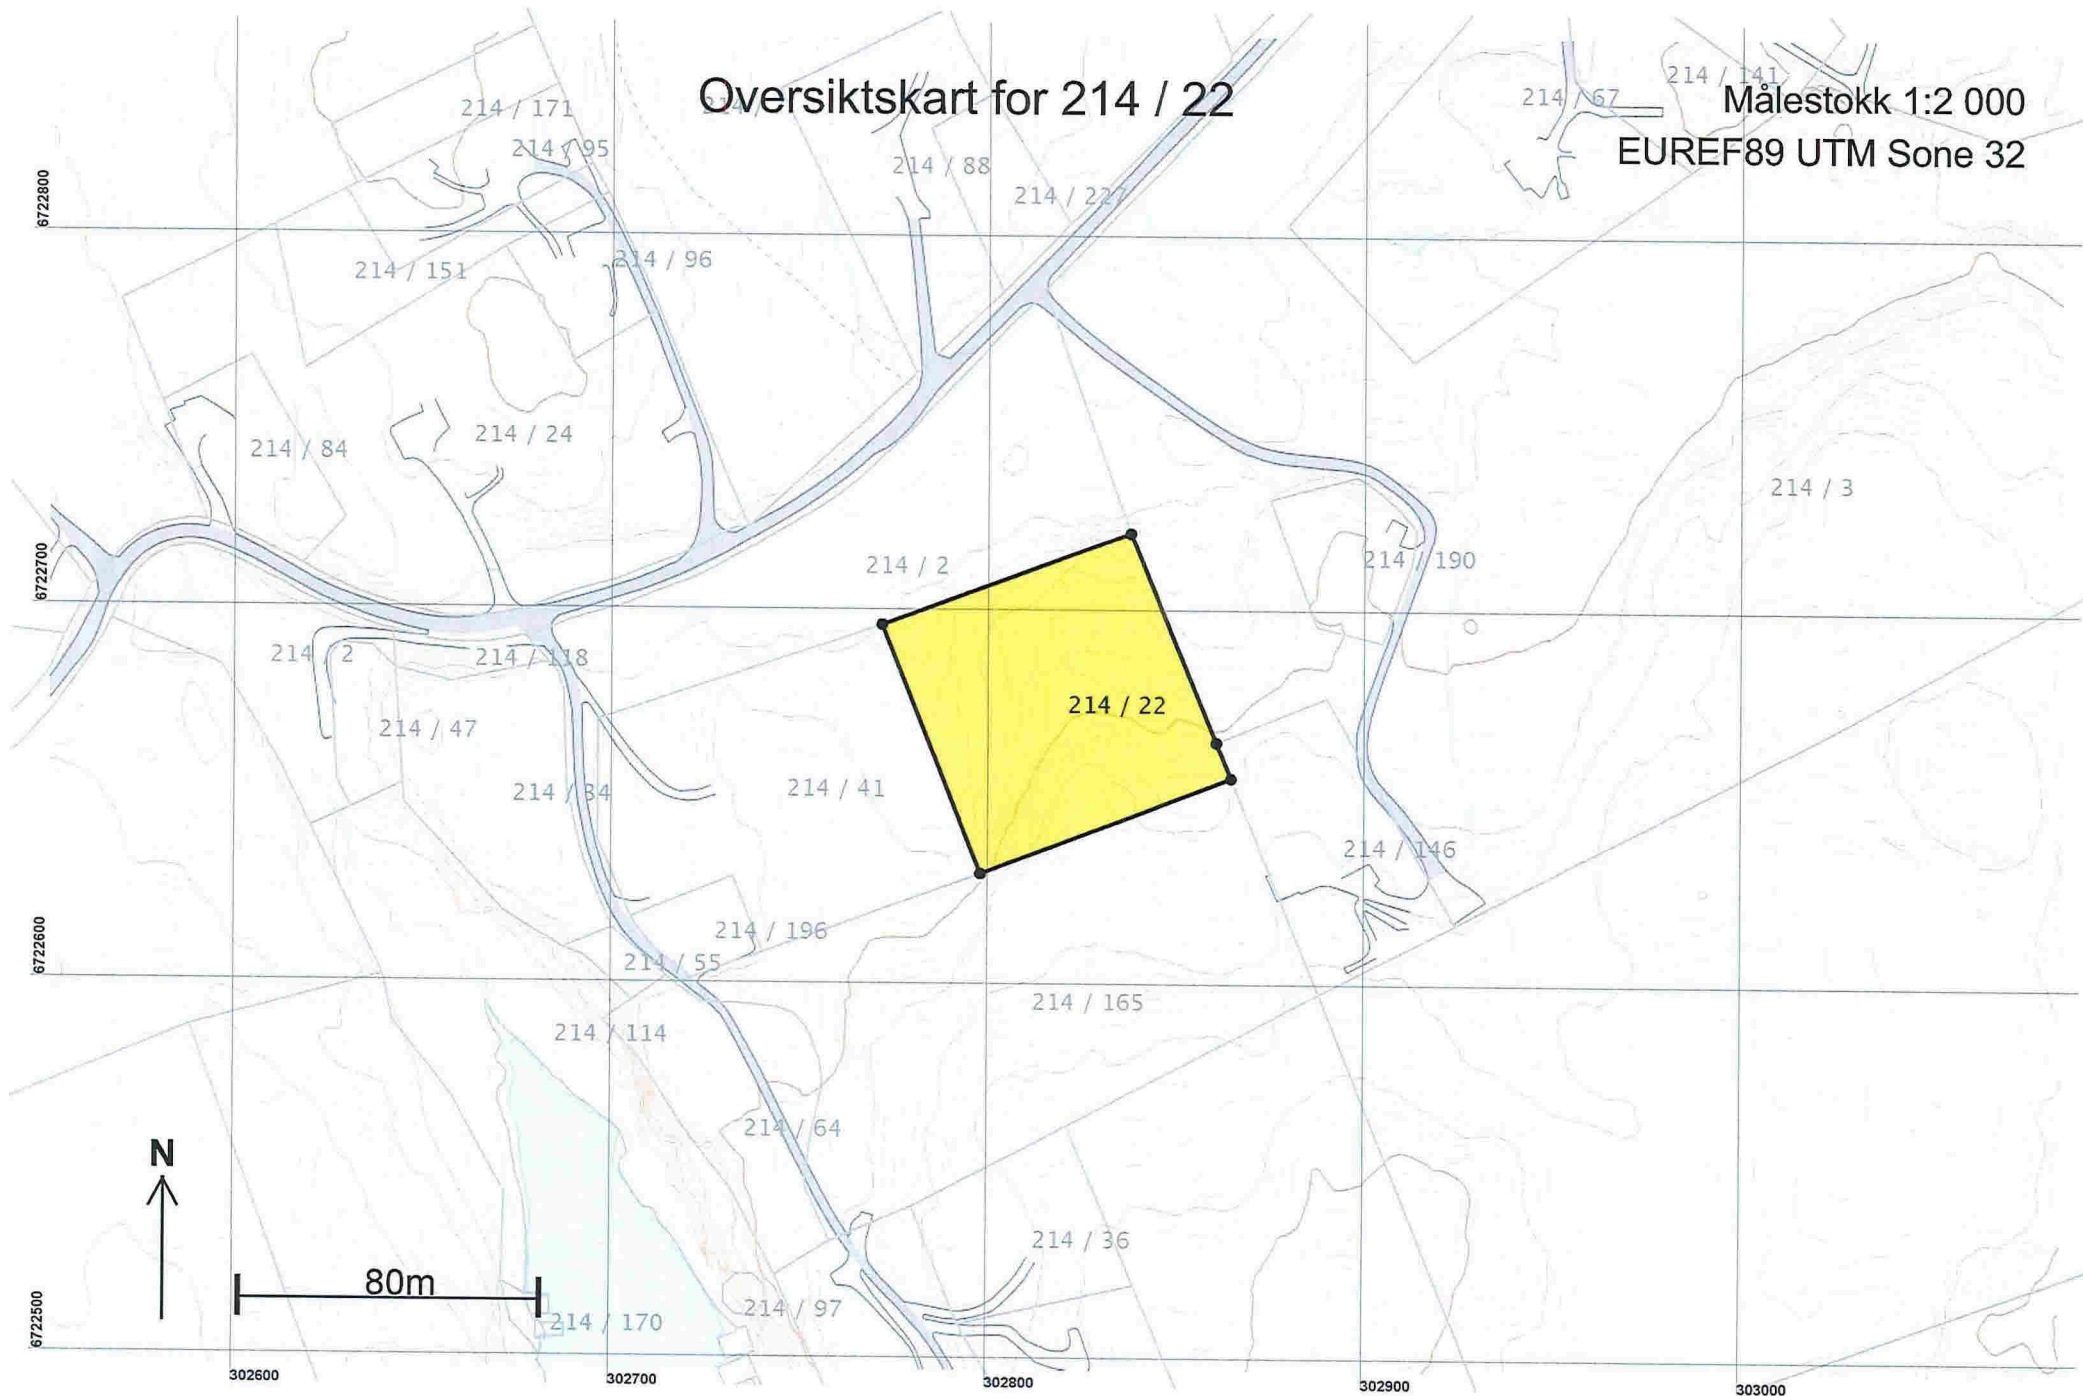 Oversiktskart for 214 / 22
Målestokk 1:2 000
EUREF89 UTM Sone 32
214 / 171
214 / 95
214 / 88
214 / 227
214 / 67
214 / 141
6722800
214 / 151
214 / 96
214 / 84
214 / 24
214 / 3
6722700
214 / 2
214 / 190
214 / 2
214 / 118
214 / 22
214 / 47
214 / 34
214 / 41
214 / 146
6722600
214 / 196
214 / 55
214 / 165
214 / 114
214 / 64
N
214 / 36
80m
214 / 97
6722500
214 / 170
302600
302700
302800
302900
303000